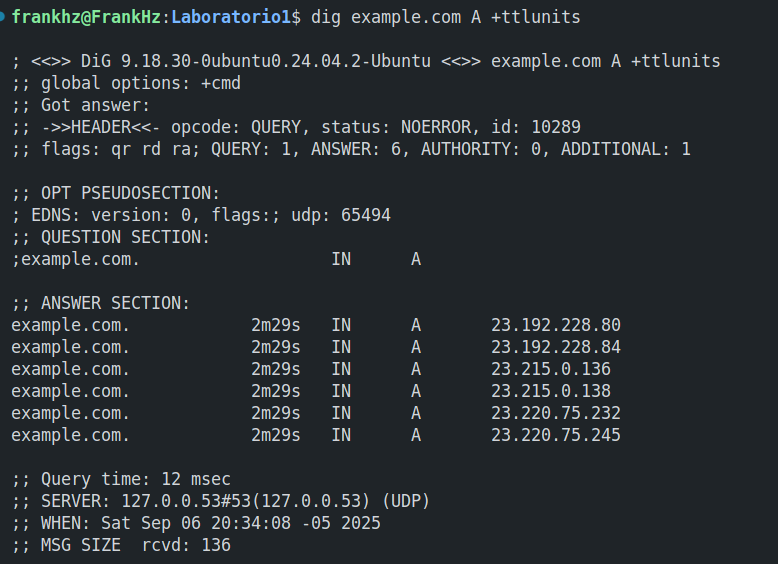 frankhz@FrankHz:Laboratorio1$ dig example.com A +ttlunits
; <<>> DiG 9.18.30-0ubuntu0.24.04.2-Ubuntu <<>> example.com A +ttlunits
;; global options: +cmd
;; Got answer:
;; ->>HEADER<<- opcode: QUERY, status: NOERROR, id: 10289
;; flags: qr rd ra; QUERY: 1, ANSWER: 6, AUTHORITY: 0, ADDITIONAL: 1
;; OPT PSEUDOSECTION:
; EDNS: version: 0, flags:; udp: 65494
;; QUESTION SECTION:
;example.com. IN A
;; ANSWER SECTION:
example.com. 2m29s IN A 23.192.228.80
example.com. 2m29s IN A 23.192.228.84
example.com. 2m29s IN A 23.215.0.136
example.com. 2m29s IN A 23.215.0.138
example.com. 2m29s IN A 23.220.75.232
example.com. 2m29s IN A 23.220.75.245
;; Query time: 12 msec
;; SERVER: 127.0.0.53#53(127.0.0.53) (UDP)
;; WHEN: Sat Sep 06 20:34:08 -05 2025
;; MSG SIZE  rcvd: 136